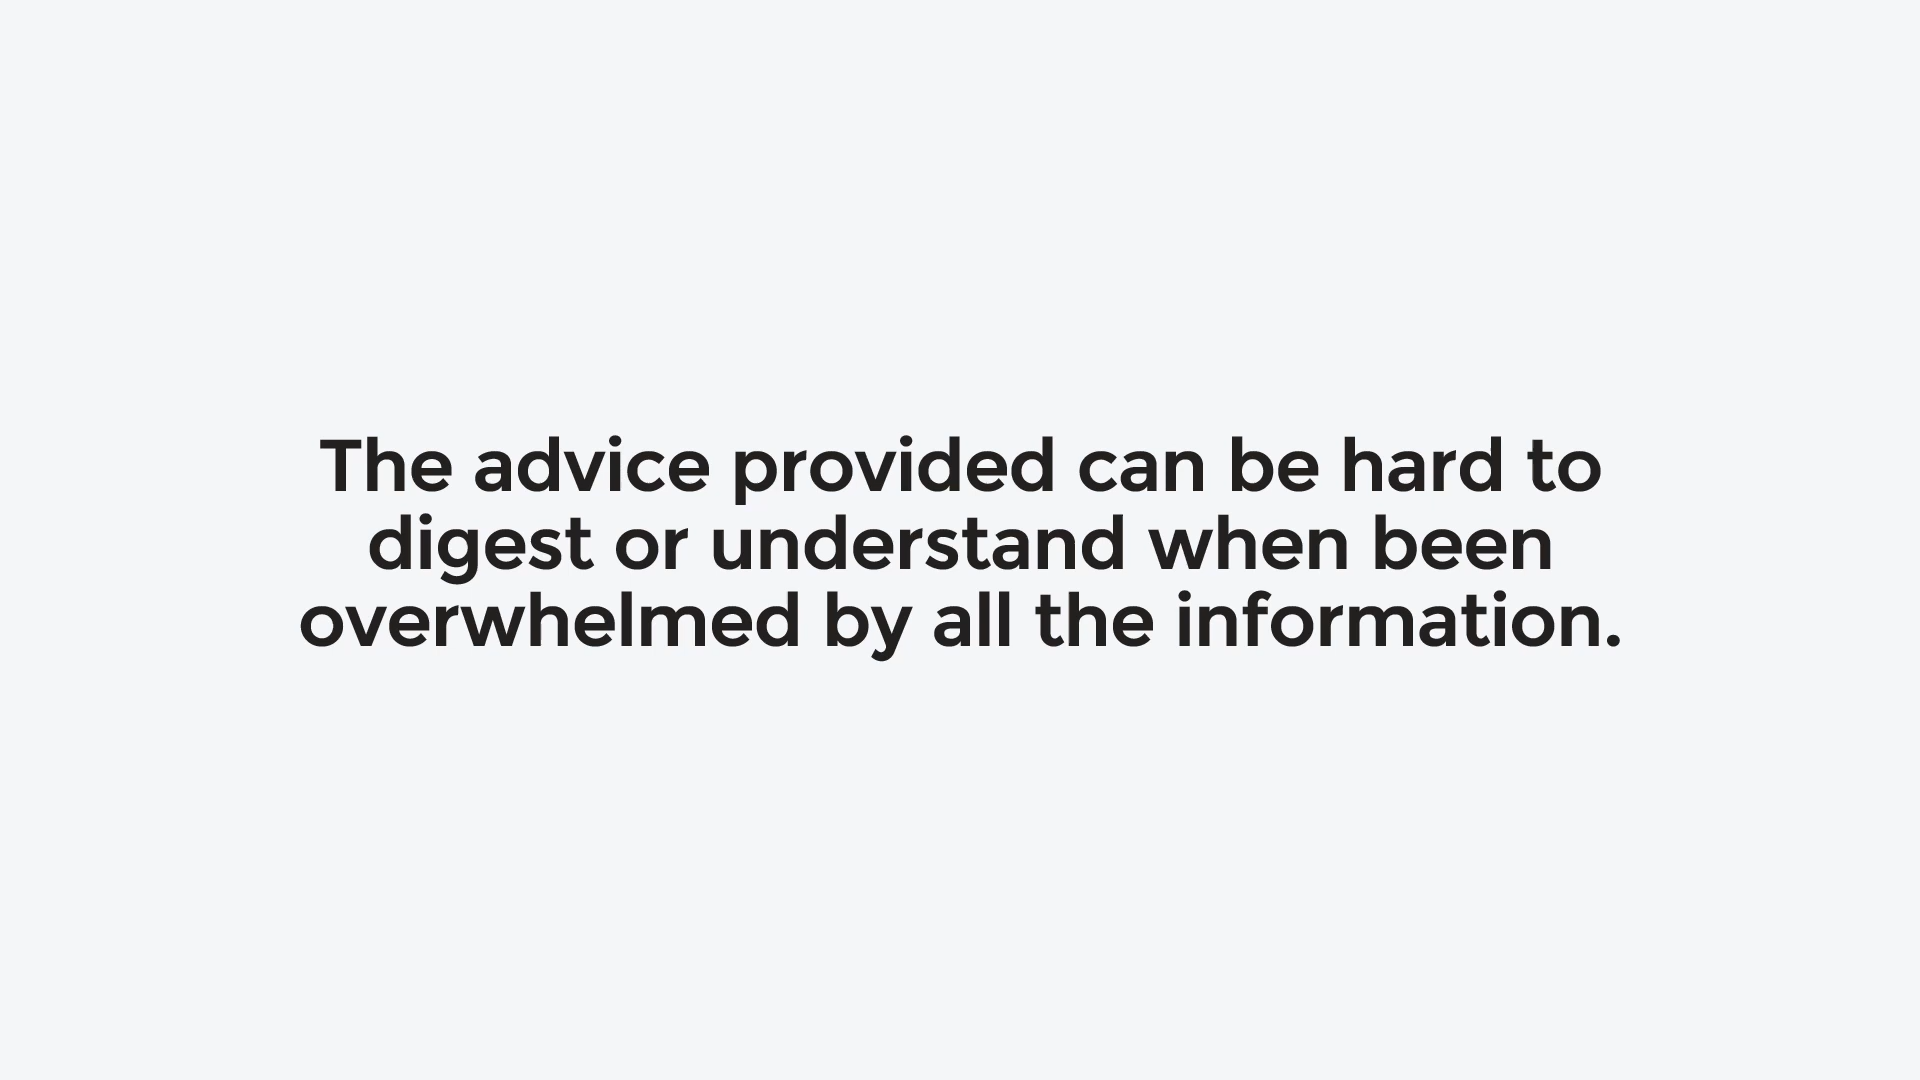 The advice provided can be hard to
digest or understand when been
overwhelmed by all the information.